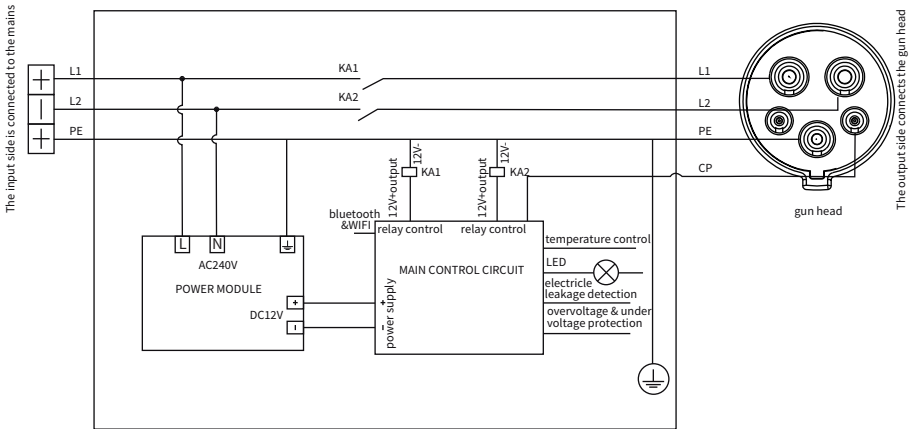 The input side is connected to the mains
L1
L2
PE
KA1
KA2
L1
L2
PE
CP
The output side connects the gun head
gun head
12V-
KA1
12V+output
12V-
KA2
12V+output
bluetooth
&WIFI
relay control
relay control
L
N
AC240V
POWER MODULE
DC12V
+
-
MAIN CONTROL CIRCUIT
power supply
+
-
temperature control
LED
electricle
leakage detection
overvoltage & under
voltage protection